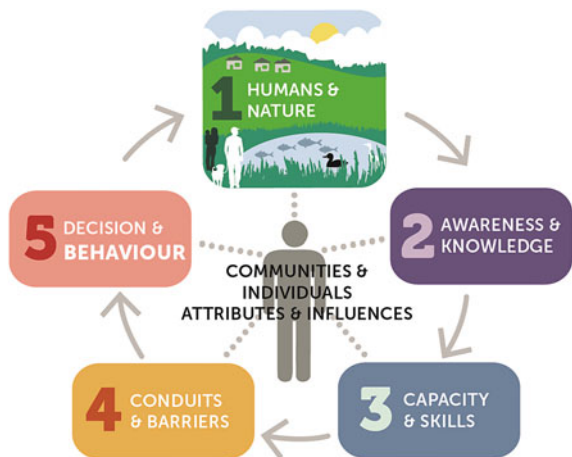 1 HUMANS &
NATURE
2 AWARENESS &
KNOWLEDGE
3 CAPACITY
& SKILLS
4 CONDUITS
& BARRIERS
5 DECISION &
BEHAVIOUR
COMMUNITIES &
INDIVIDUALS
ATTRIBUTES & INFLUENCES